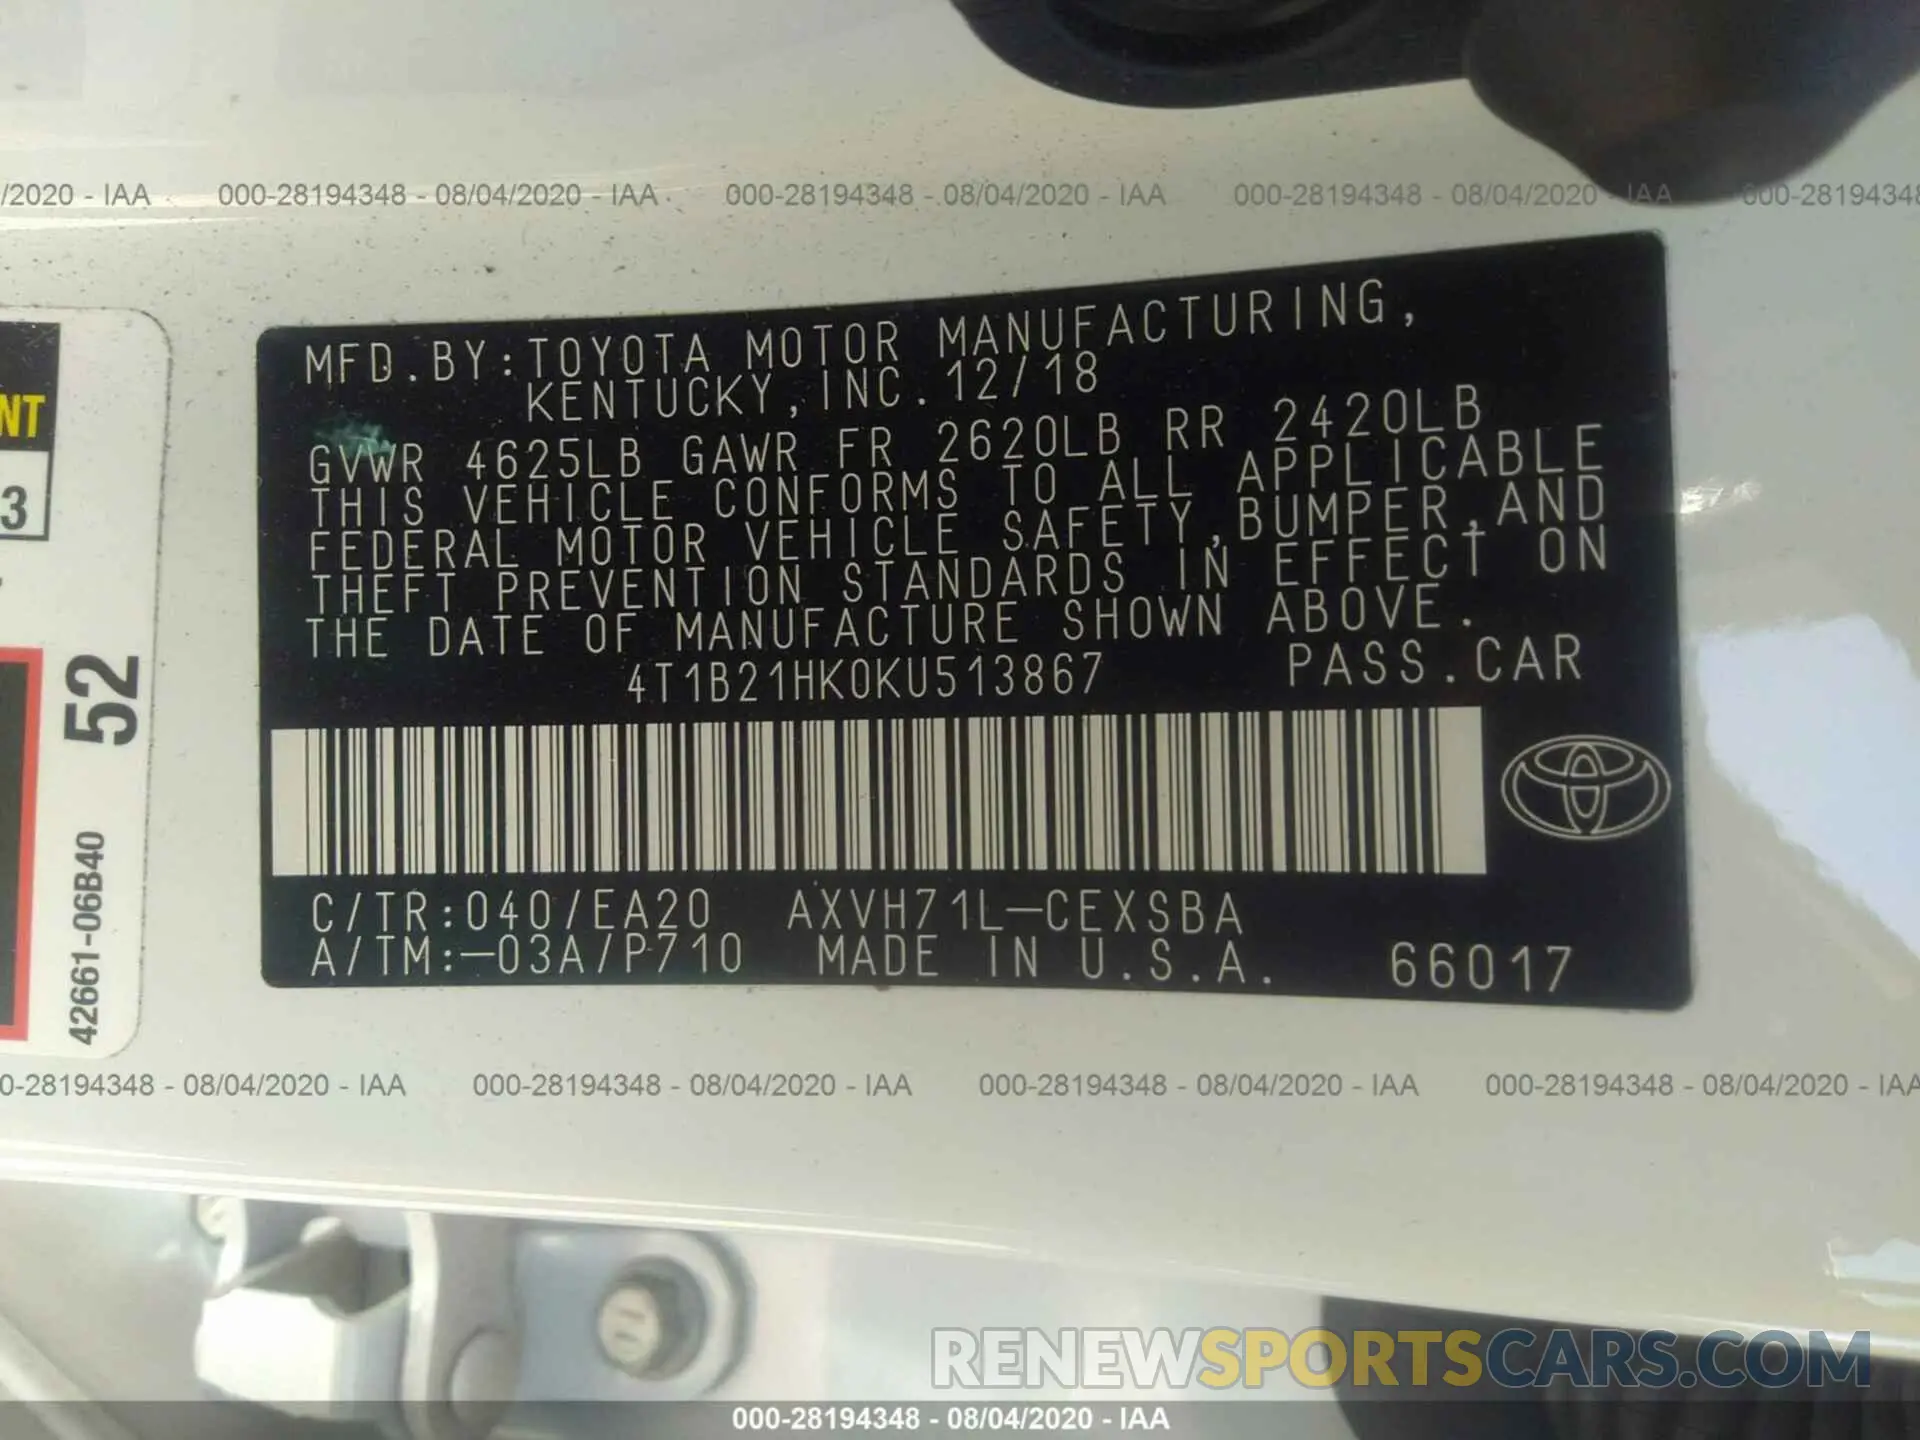 /2020 - IAA 000-28194348 - 08/04/2020 - IAA 000-28194348 - 08/04/2020 - IAA 000-28194348 - 08/04/2020 - IAA 000-2819434
NT
3
52
42661-06B40
MFD.BY:TOYOTA MOTOR MANUFACTURING,
KENTUCKY,INC.12/18
GVWR 4625LB GAWR FR 2620LB RR 2420LB
THIS VEHICLE CONFORMS TO ALL APPLICABLE
FEDERAL MOTOR VEHICLE SAFETY,BUMPER,AND
THEFT PREVENTION STANDARDS IN EFFECT ON
THE DATE OF MANUFACTURE SHOWN ABOVE.
4T1B21HK0KU513867 PASS.CAR
C/TR:040/EA20 AXVH71L-CEXSBA
A/TM:-03A/P710 MADE IN U.S.A. 66017
0-28194348 - 08/04/2020 - IAA 000-28194348 - 08/04/2020 - IAA 000-28194348 - 08/04/2020 - IAA 000-28194348 - 08/04/2020 - IAA
RENEWSPORTSCARS.COM
000-28194348 - 08/04/2020 - IAA